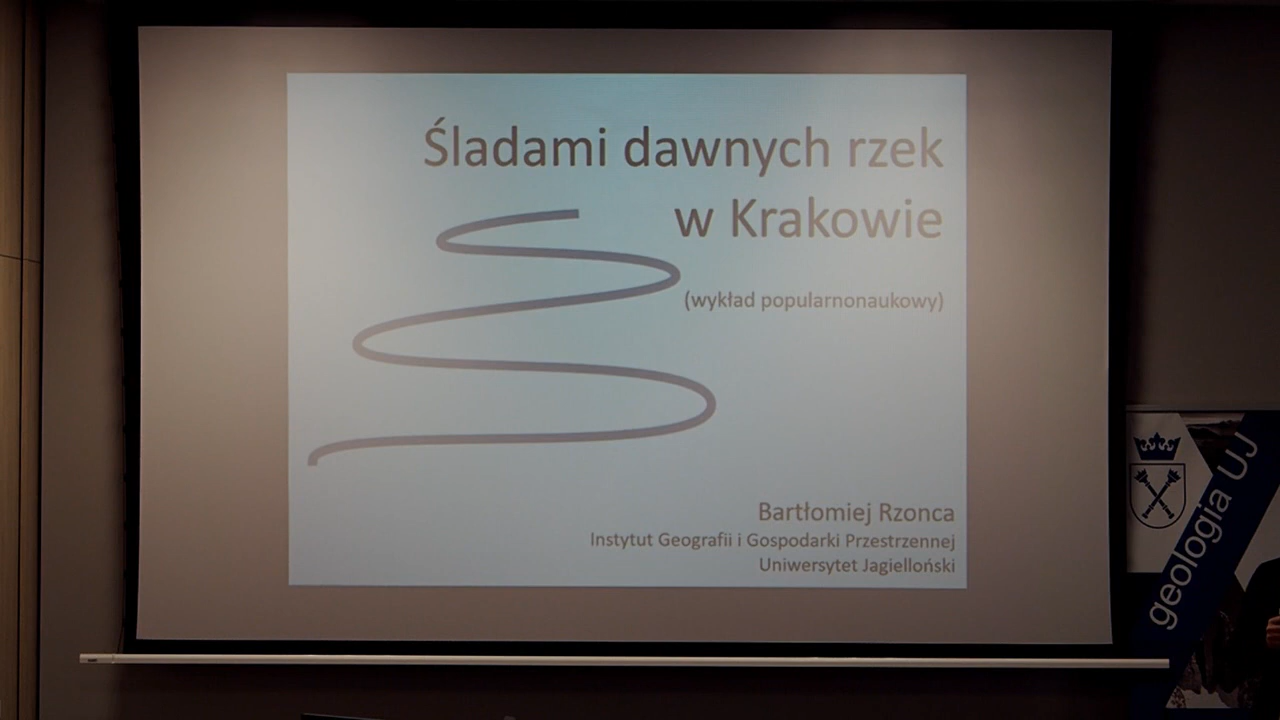 Śladami dawnych rzek
w Krakowie
(wykład popularnonaukowy)
Bartłomiej Rzonca
Instytut Geografii i Gospodarki Przestrzennej
Uniwersytet Jagielloński
geologia UJ